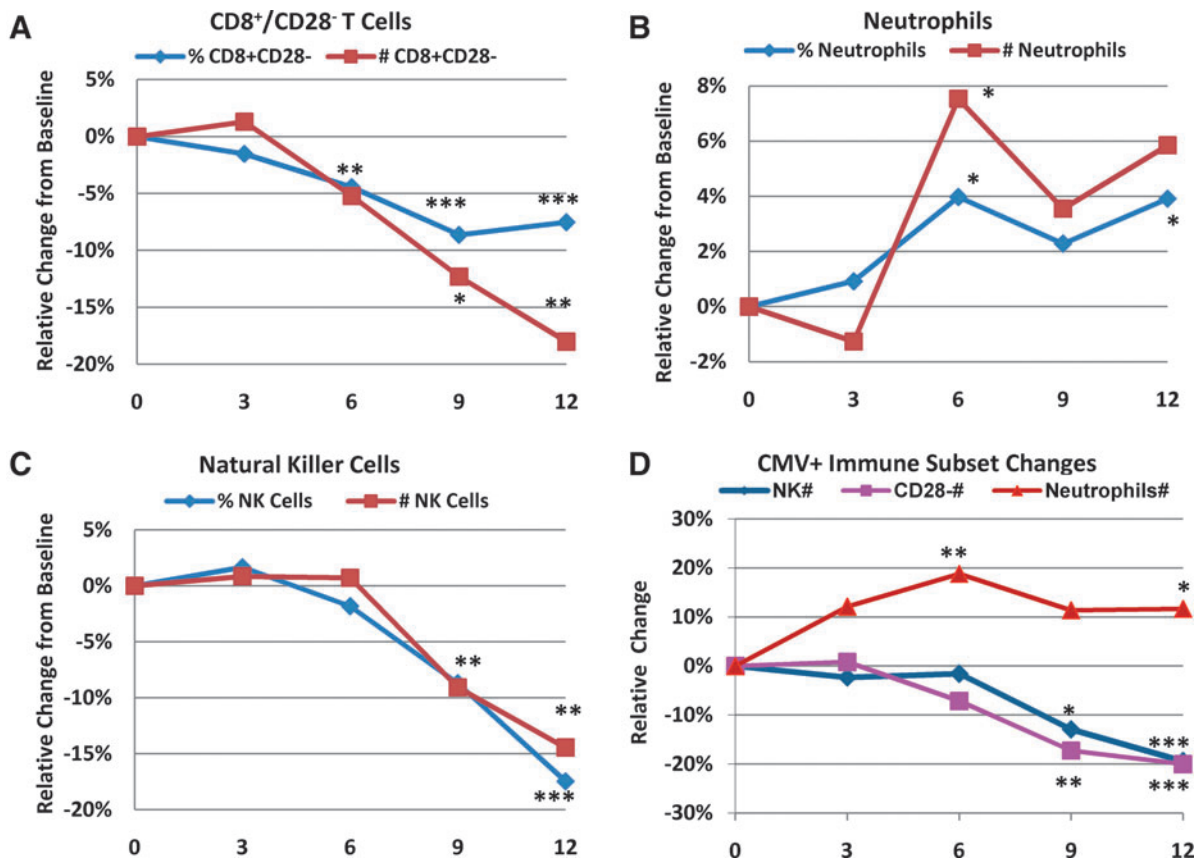 A
CD8⁺/CD28⁻ T Cells
% CD8+CD28- # CD8+CD28-
Relative Change from Baseline
5%
0%
-5%
-10%
-15%
-20%
** *** *** * **
0 3 6 9 12
B
Neutrophils
% Neutrophils # Neutrophils
Relative Change from Baseline
8%
6%
4%
2%
0%
-2%
* * *
0 3 6 9 12
C
Natural Killer Cells
% NK Cells # NK Cells
Relative Change from Baseline
5%
0%
-5%
-10%
-15%
-20%
** ** ***
0 3 6 9 12
D
CMV+ Immune Subset Changes
NK# CD28-# Neutrophils#
Relative Change
30%
20%
10%
0%
-10%
-20%
-30%
** * * *** ** ***
0 3 6 9 12